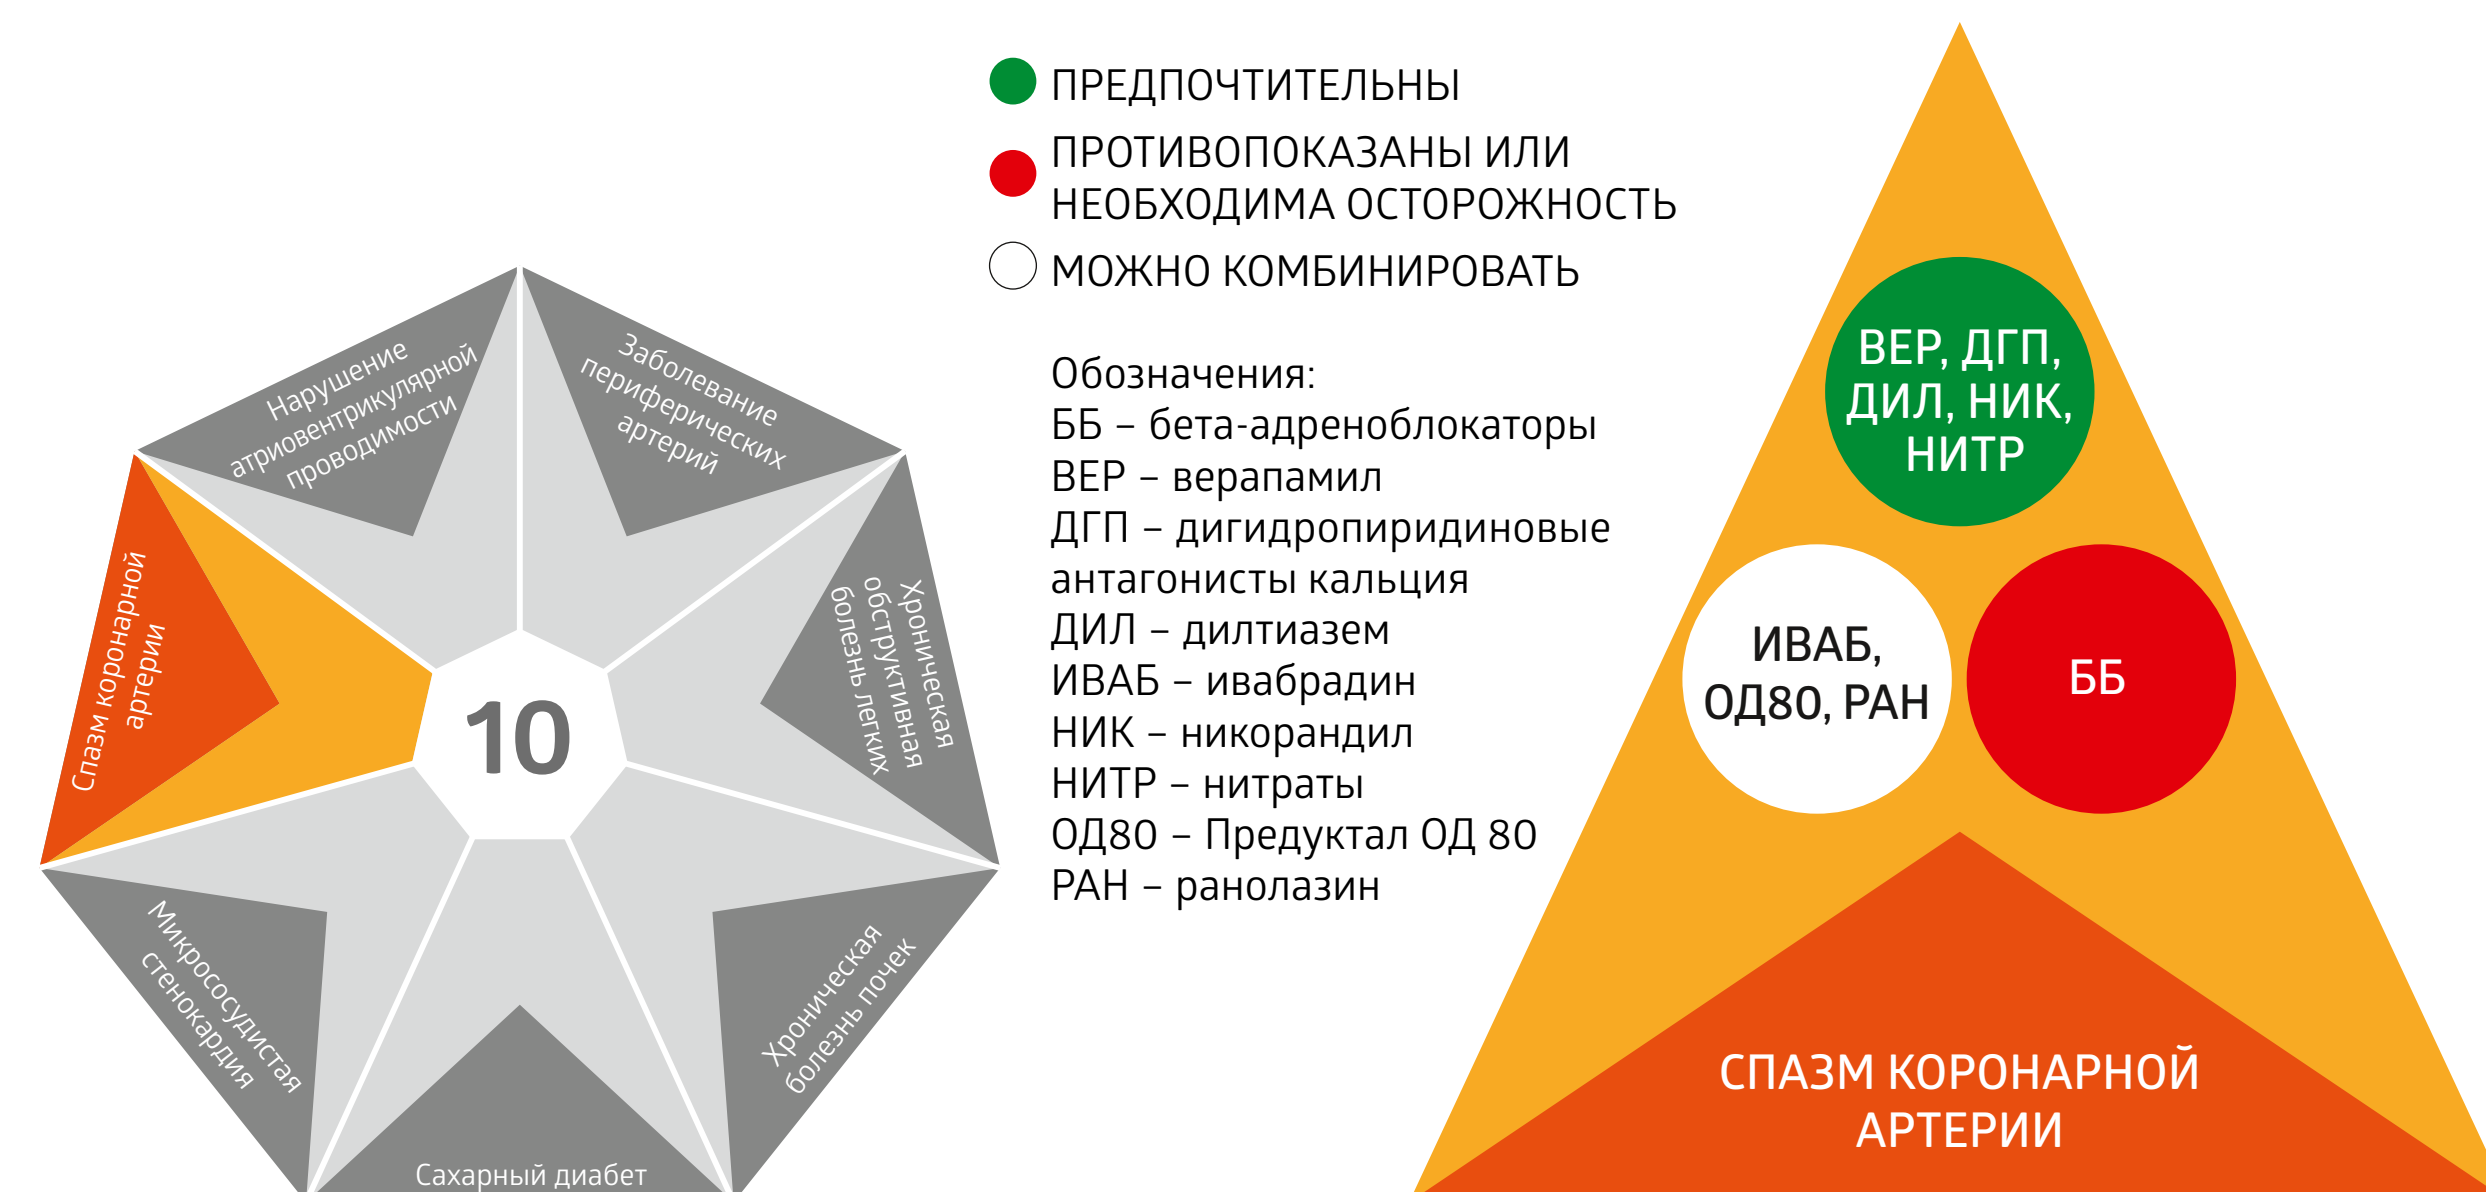 ПРЕДПОЧТИТЕЛЬНЫ
ПРОТИВОПОКАЗАНЫ ИЛИ
НЕОБХОДИМА ОСТОРОЖНОСТЬ
МОЖНО КОМБИНИРОВАТЬ
Обозначения:
ББ – бета-адреноблокаторы
ВЕР – верапамил
ДГП – дигидропиридиновые
антагонисты кальция
ДИЛ – дилтиазем
ИВАБ – ивабрадин
НИК – никорандил
НИТР – нитраты
ОД80 – Предуктал ОД 80
РАН – ранолазин
Нарушение
атриовентрикулярной
проводимости
Заболевание
периферических
артерий
Хроническая
обструктивная
болезнь легких
Хроническая
болезнь почек
Сахарный диабет
Микрососудистая
стенокардия
Спазм коронарной
артерии
10
ВЕР, ДГП,
ДИЛ, НИК,
НИТР
ИВАБ,
ОД80, РАН
ББ
СПАЗМ КОРОНАРНОЙ
АРТЕРИИ